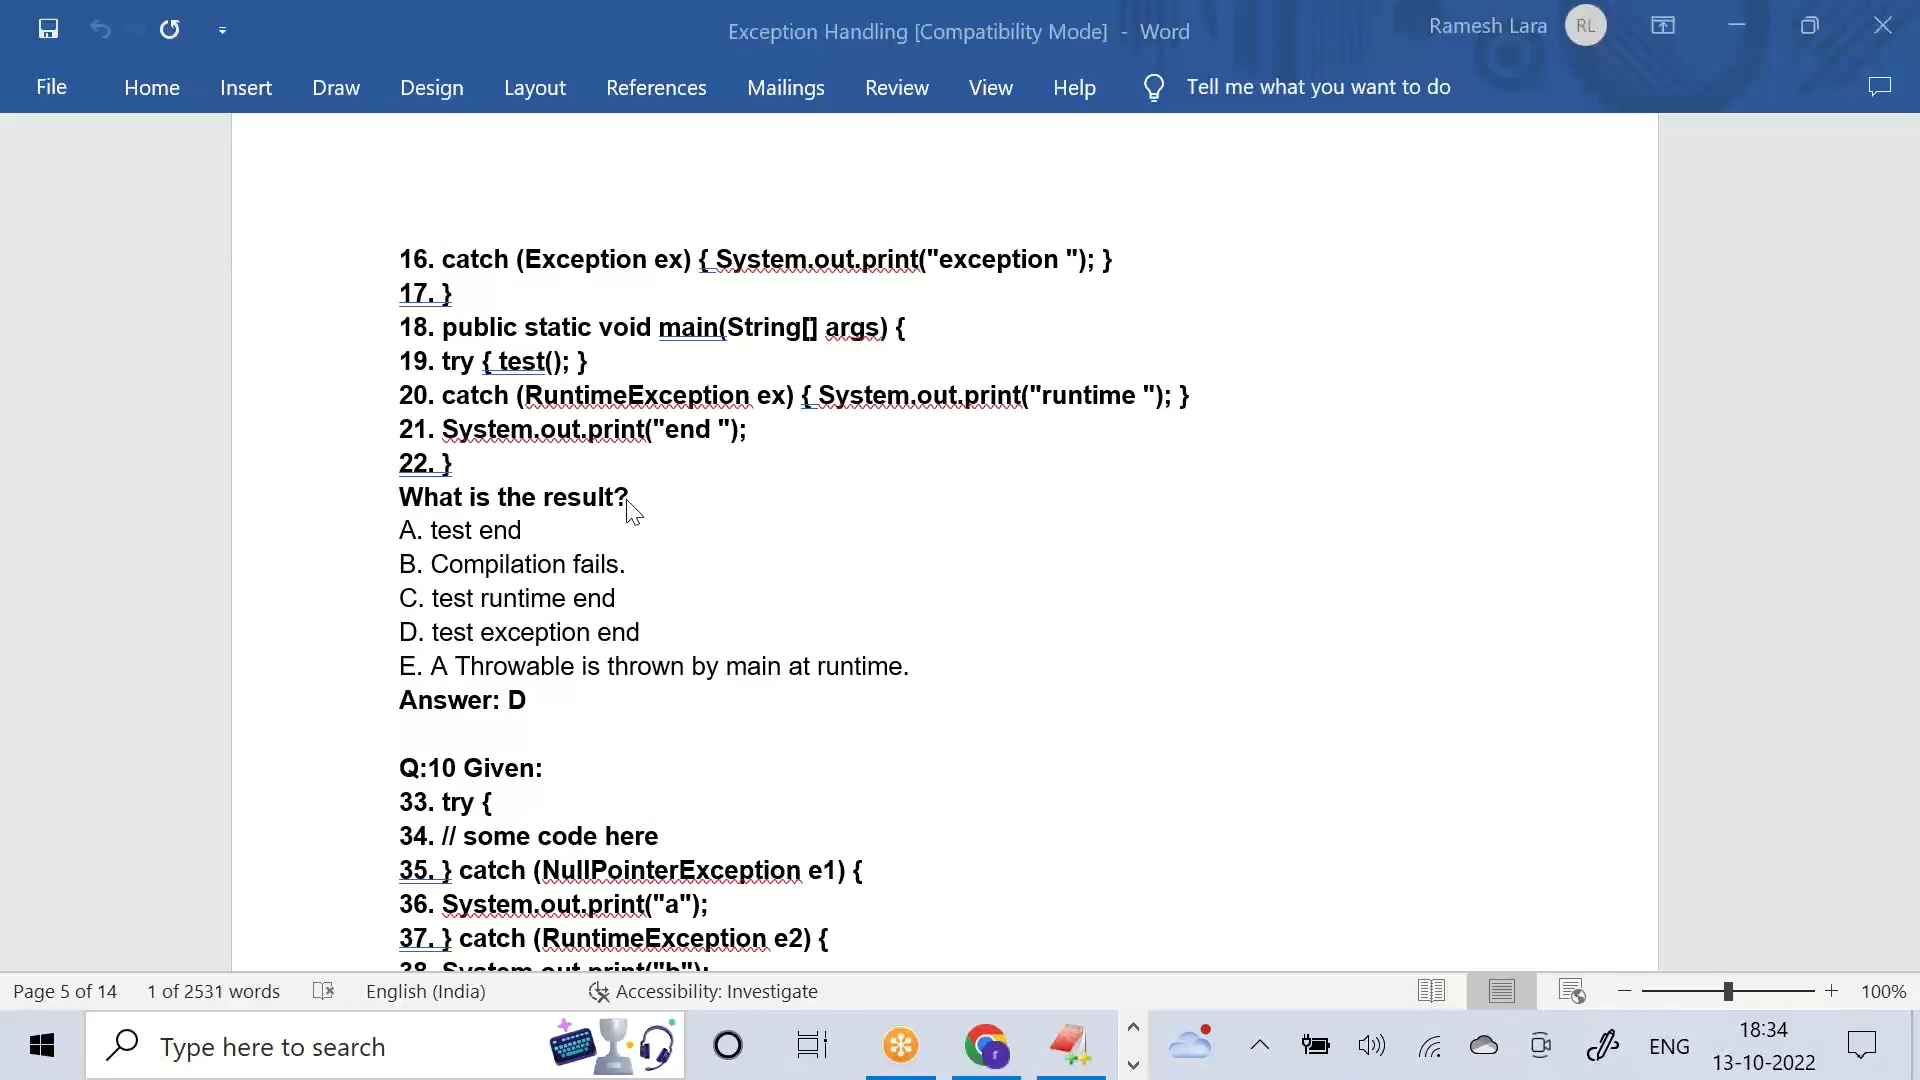 Exception Handling [Compatibility Mode] - Word
Ramesh Lara
RL
File
Home
Insert
Draw
Design
Layout
References
Mailings
Review
View
Help
Tell me what you want to do
16. catch (Exception ex) { System.out.print("exception "); }
17. }
18. public static void main(String[] args) {
19. try { test(); }
20. catch (RuntimeException ex) { System.out.print("runtime "); }
21. System.out.print("end ");
22. }
What is the result?
A. test end
B. Compilation fails.
C. test runtime end
D. test exception end
E. A Throwable is thrown by main at runtime.
Answer: D
Q:10 Given:
33. try {
34. // some code here
35. } catch (NullPointerException e1) {
36. System.out.print("a");
37. } catch (RuntimeException e2) {
38. System.out.print("b");
Page 5 of 14
1 of 2531 words
English (India)
Accessibility: Investigate
100%
Type here to search
r
ENG
18:34
13-10-2022